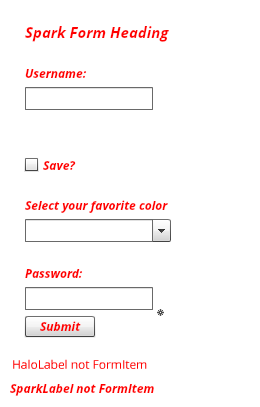 Spark Form Heading
Username:
Save?
Select your favorite color
Password:
Submit
HaloLabel not FormItem
SparkLabel not FormItem